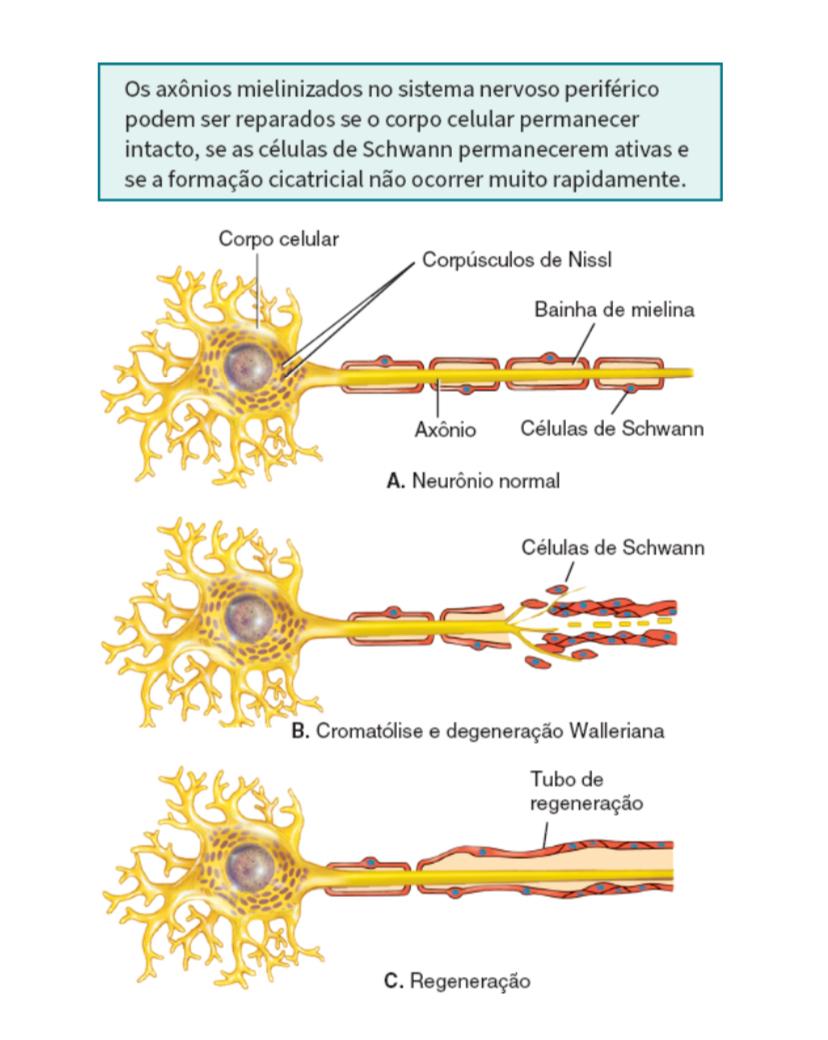 Os axônios mielinizados no sistema nervoso periférico
podem ser reparados se o corpo celular permanecer
intacto, se as células de Schwann permanecerem ativas e
se a formação cicatricial não ocorrer muito rapidamente.
Corpo celular
Corpúsculos de Nissl
Bainha de mielina
Axônio
Células de Schwann
A. Neurônio normal
Células de Schwann
B. Cromatólise e degeneração Walleriana
Tubo de
regeneração
C. Regeneração